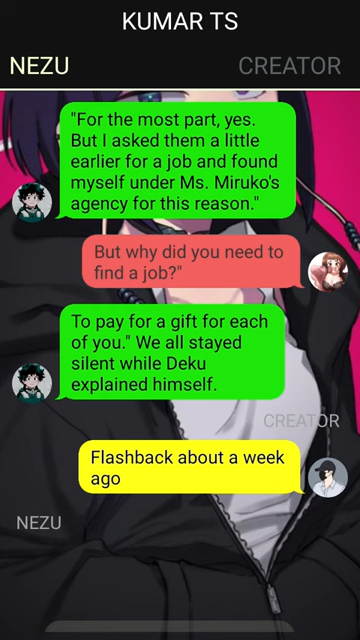 KUMAR TS
NEZU CREATOR
"For the most part, yes.
But I asked them a little
earlier for a job and found
myself under Ms. Miruko's
agency for this reason."
But why did you need to
find a job?"
To pay for a gift for each
of you." We all stayed
silent while Deku
explained himself.
CREATOR
Flashback about a week
ago
NEZU